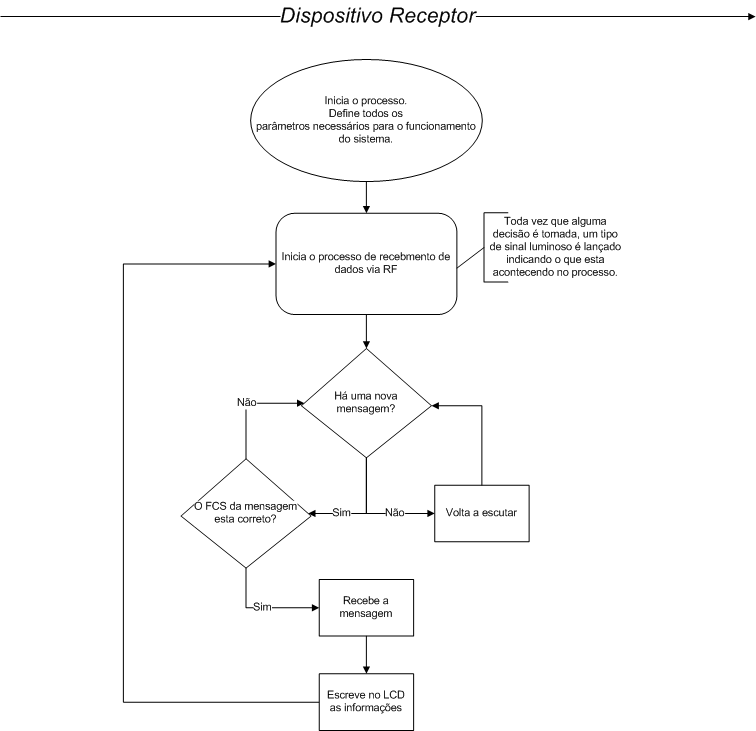 Dispositivo Receptor
Inicia o processo.
Define todos os
parâmetros necessários para o funcionamento
do sistema.
Inicia o processo de recebmento de
dados via RF
Toda vez que alguma
decisão é tomada, um tipo
de sinal luminoso é lançado
indicando o que esta
acontecendo no processo.
Há uma nova
mensagem?
Não
O FCS da mensagem
esta correto?
Sim
Não
Volta a escutar
Sim
Recebe a
mensagem
Escreve no LCD
as informações